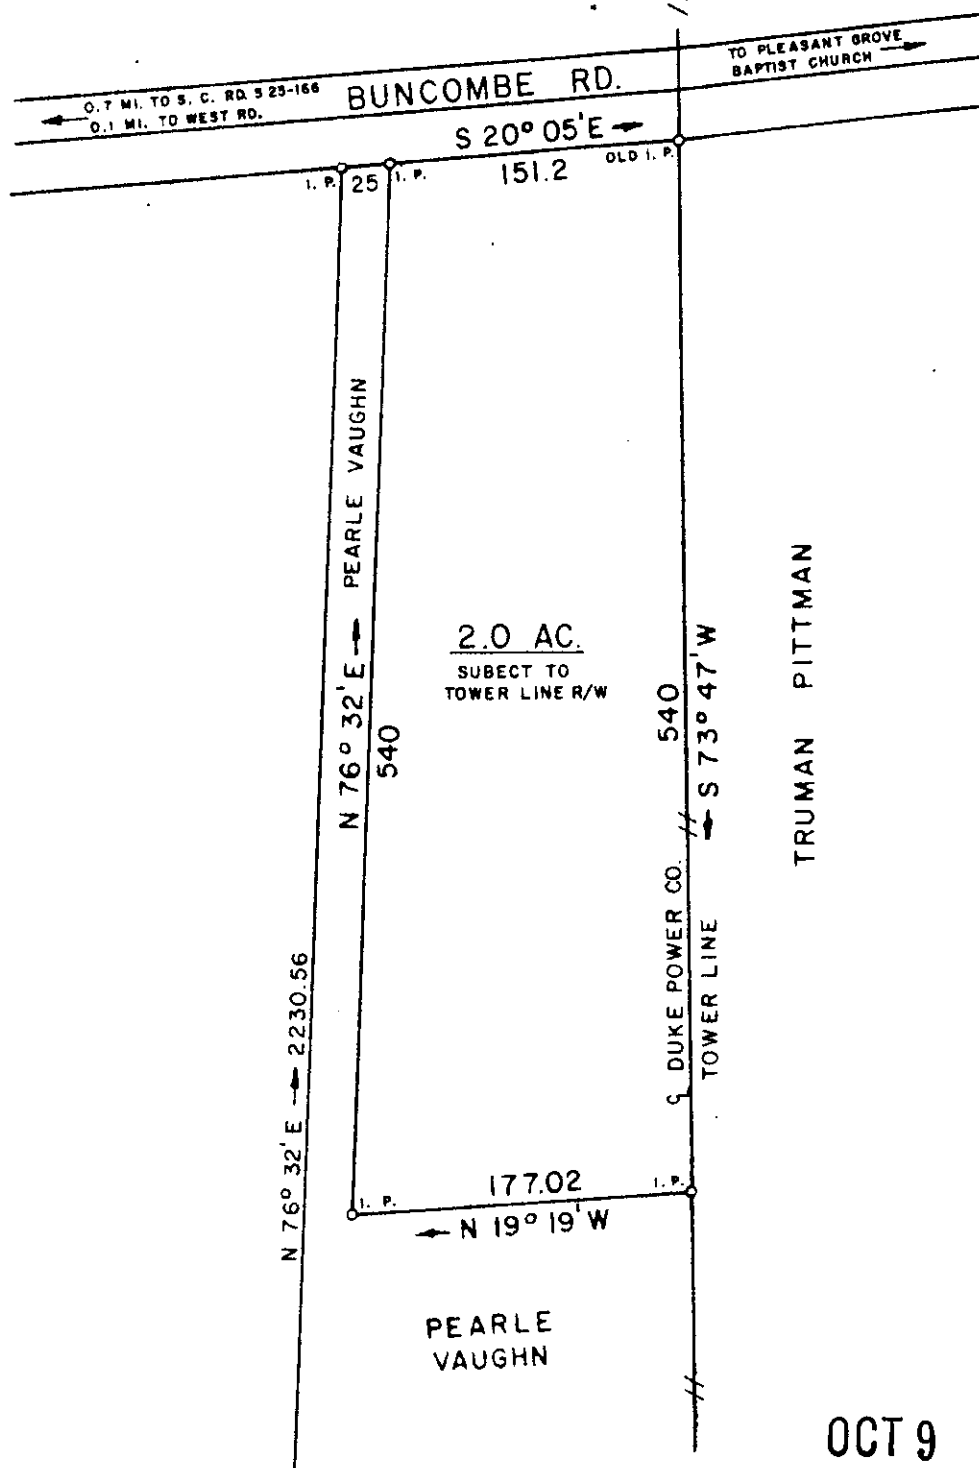 TO PLEASANT GROVE
BAPTIST CHURCH
0.7 MI. TO S. C. RD. S 23-166
0.1 MI. TO WEST RD.
BUNCOMBE RD.
S 20° 05' E
I. P.
25
I. P.
151.2
OLD I. P.
PEARLE VAUGHN
N 76° 32' E
540
2.0 AC.
SUBECT TO
TOWER LINE R/W
540
S 73° 47' W
TRUMAN PITTMAN
℄ DUKE POWER CO.
TOWER LINE
N 76° 32' E 2230.56
I. P.
177.02
I. P.
N 19° 19' W
PEARLE
VAUGHN
OCT 9